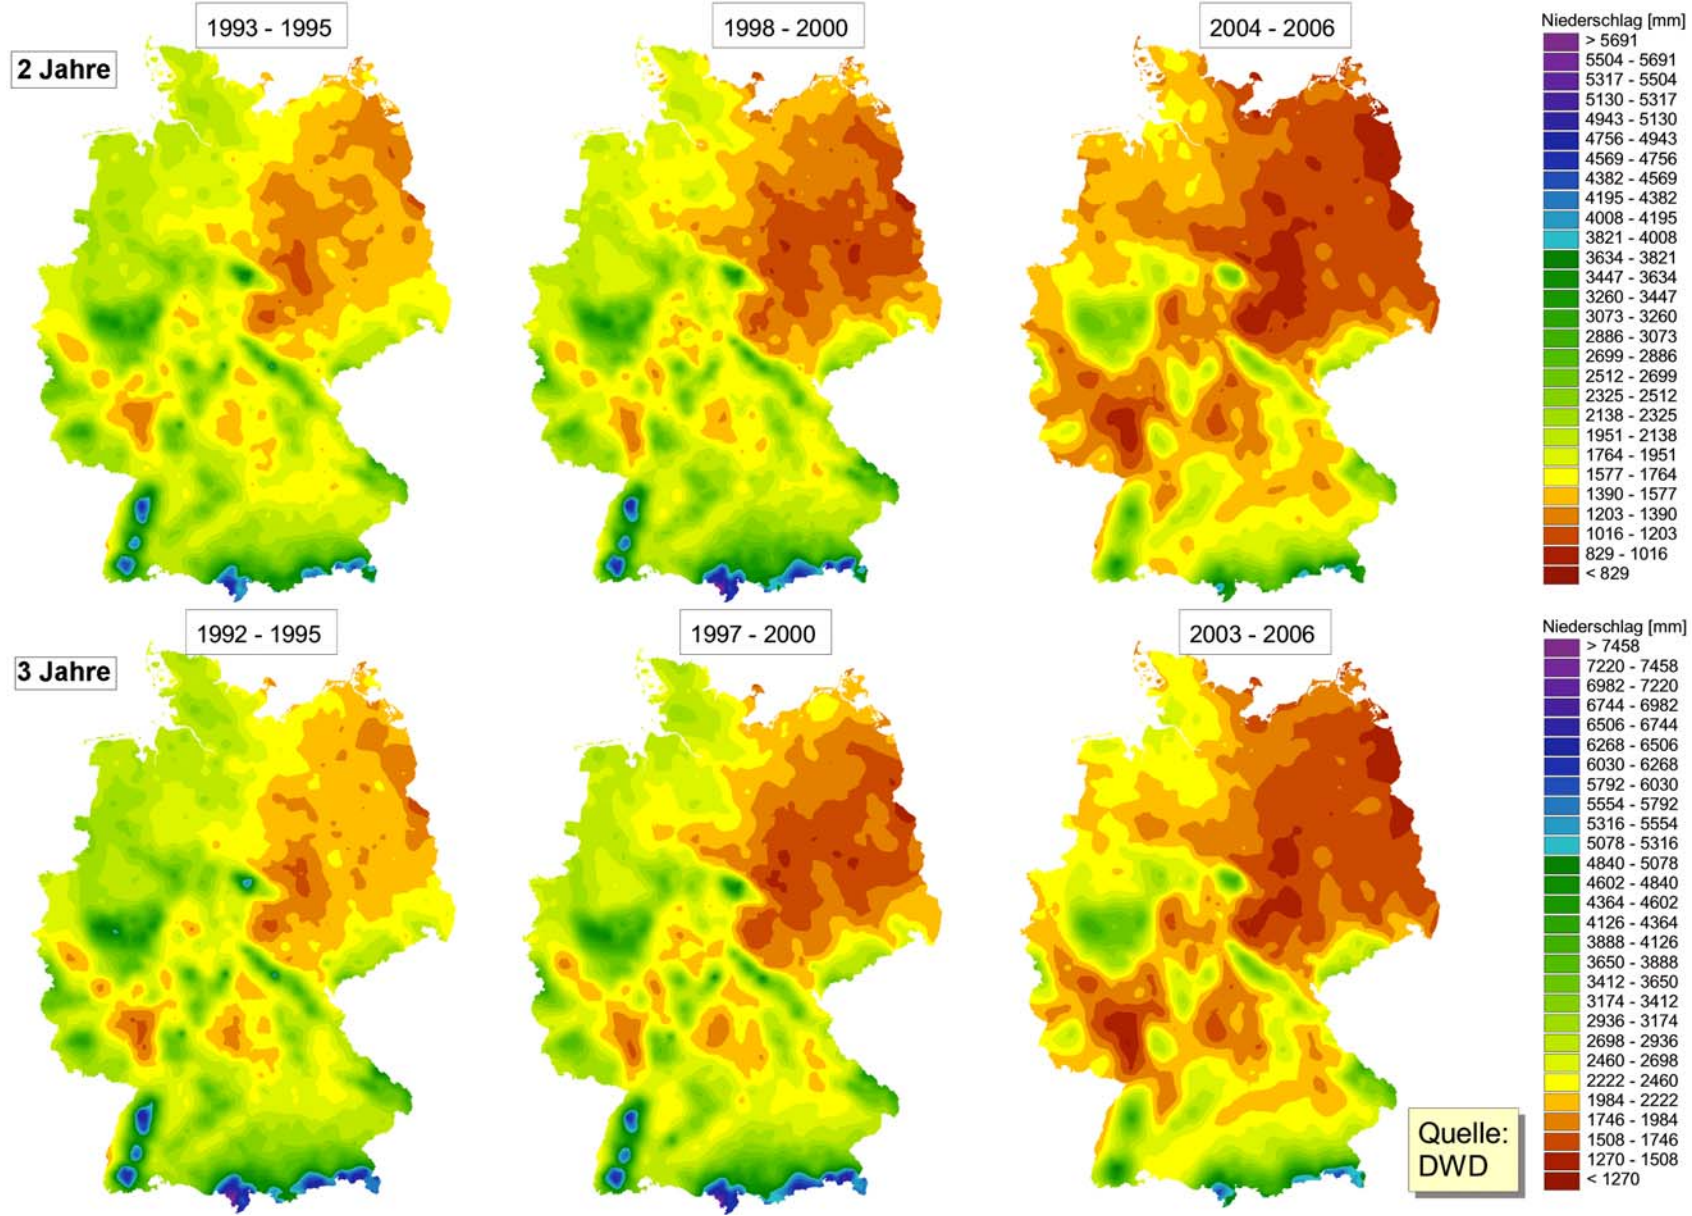 1993 - 1995
1998 - 2000
2004 - 2006
2 Jahre
Niederschlag [mm]
> 5691
5504 - 5691
5317 - 5504
5130 - 5317
4943 - 5130
4756 - 4943
4569 - 4756
4382 - 4569
4195 - 4382
4008 - 4195
3821 - 4008
3634 - 3821
3447 - 3634
3260 - 3447
3073 - 3260
2886 - 3073
2699 - 2886
2512 - 2699
2325 - 2512
2138 - 2325
1951 - 2138
1764 - 1951
1577 - 1764
1390 - 1577
1203 - 1390
1016 - 1203
829 - 1016
< 829
1992 - 1995
1997 - 2000
2003 - 2006
3 Jahre
Niederschlag [mm]
> 7458
7220 - 7458
6982 - 7220
6744 - 6982
6506 - 6744
6268 - 6506
6030 - 6268
5792 - 6030
5554 - 5792
5316 - 5554
5078 - 5316
4840 - 5078
4602 - 4840
4364 - 4602
4126 - 4364
3888 - 4126
3650 - 3888
3412 - 3650
3174 - 3412
2936 - 3174
2698 - 2936
2460 - 2698
2222 - 2460
1984 - 2222
1746 - 1984
1508 - 1746
1270 - 1508
< 1270
Quelle:
DWD